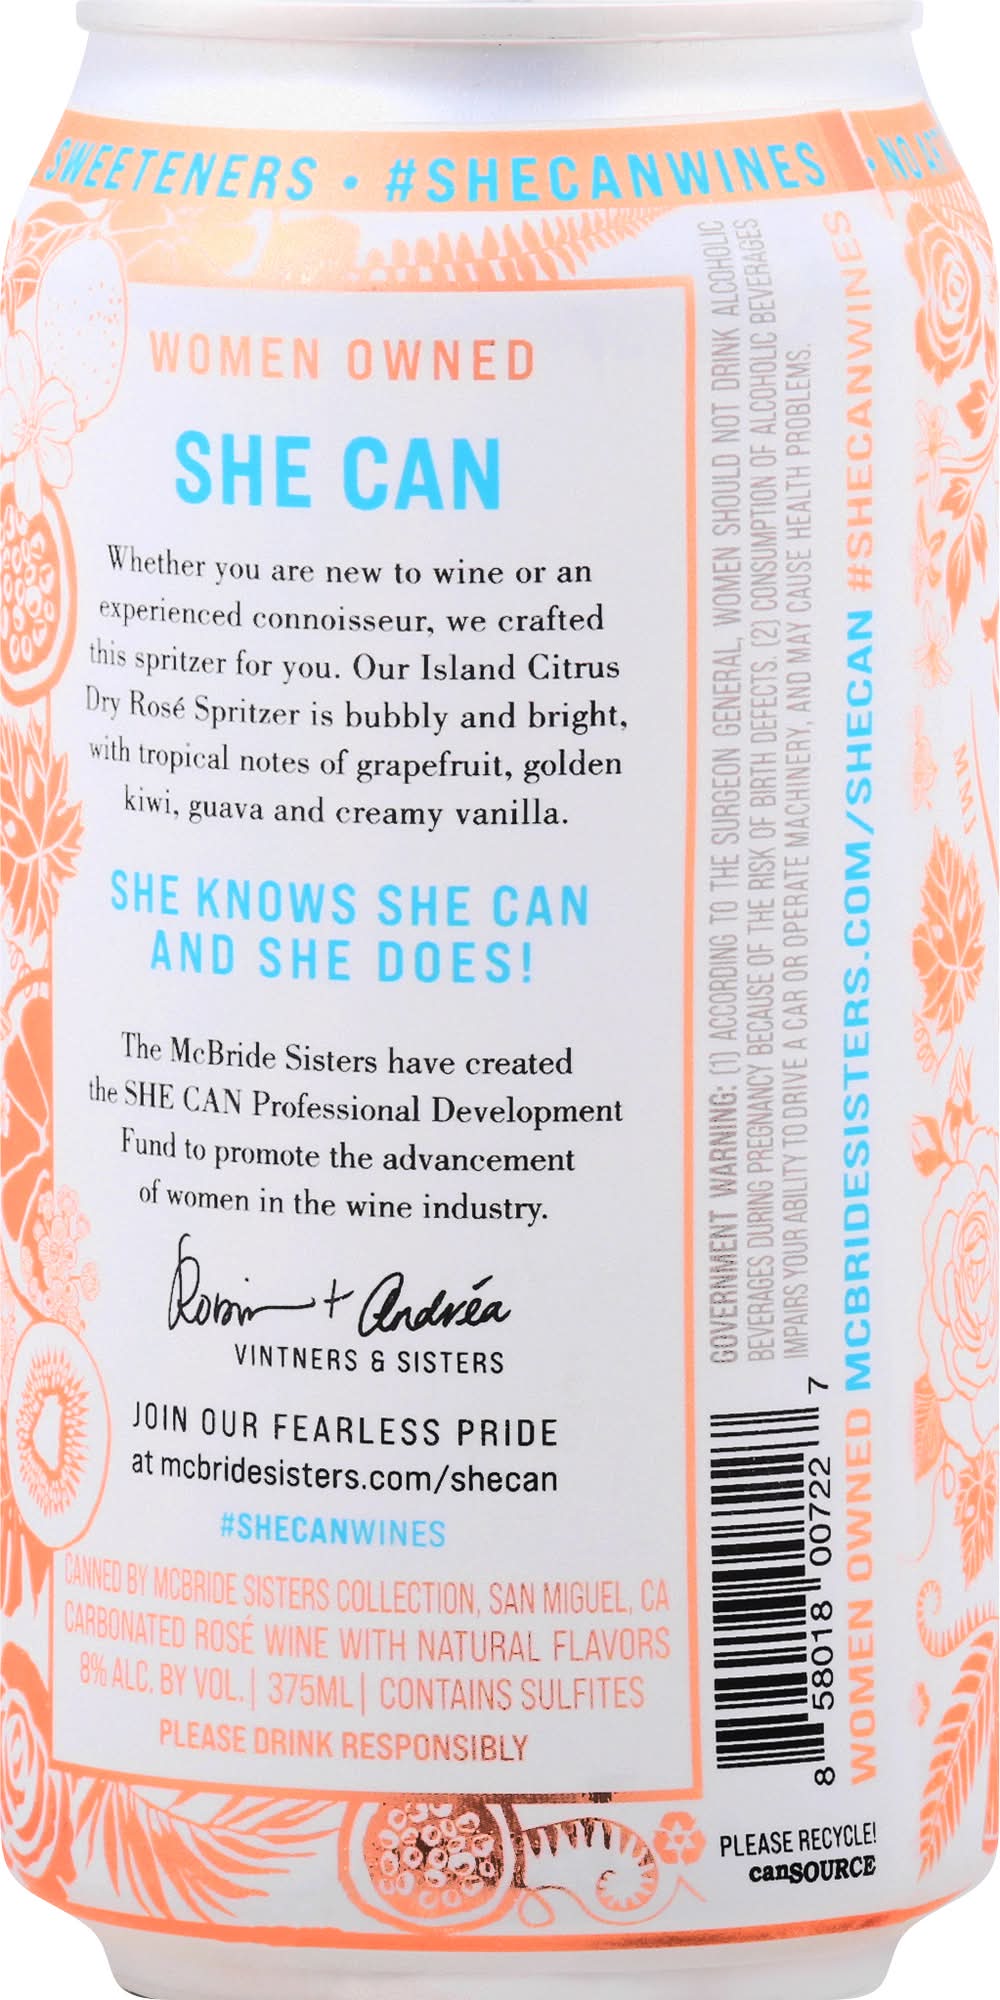 SWEETENERS • #SHECANWINES
• NO
WOMEN OWNED
SHE CAN
Whether you are new to wine or an
experienced connoisseur, we crafted
this spritzer for you. Our Island Citrus
Dry Rosé Spritzer is bubbly and bright,
with tropical notes of grapefruit, golden
kiwi, guava and creamy vanilla.
SHE KNOWS SHE CAN
AND SHE DOES!
The McBride Sisters have created
the SHE CAN Professional Development
Fund to promote the advancement
of women in the wine industry.
Robin + Andréa
VINTNERS & SISTERS
JOIN OUR FEARLESS PRIDE
at mcbridesisters.com/shecan
#SHECANWINES
CANNED BY MCBRIDE SISTERS COLLECTION, SAN MIGUEL, CA
CARBONATED ROSÉ WINE WITH NATURAL FLAVORS
8% ALC. BY VOL. | 375ML | CONTAINS SULFITES
PLEASE DRINK RESPONSIBLY
GOVERNMENT WARNING: (1) ACCORDING TO THE SURGEON GENERAL, WOMEN SHOULD NOT DRINK ALCOHOLIC
BEVERAGES DURING PREGNANCY BECAUSE OF THE RISK OF BIRTH DEFECTS. (2) CONSUMPTION OF ALCOHOLIC BEVERAGES
IMPAIRS YOUR ABILITY TO DRIVE A CAR OR OPERATE MACHINERY, AND MAY CAUSE HEALTH PROBLEMS.
8 58018 00722 7
WOMEN OWNED MCBRIDESISTERS.COM/SHECAN #SHECANWINES
PLEASE RECYCLE!
canSOURCE